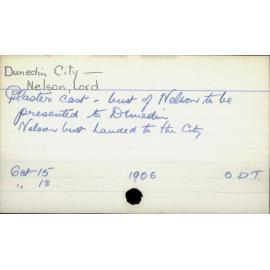 Dunedin City —
Nelson, Lord
Plaster cast - bust of Nelson to be
presented to Dunedin
Nelson bust handed to the City
Oct 15 1906 O D T.
" 18.